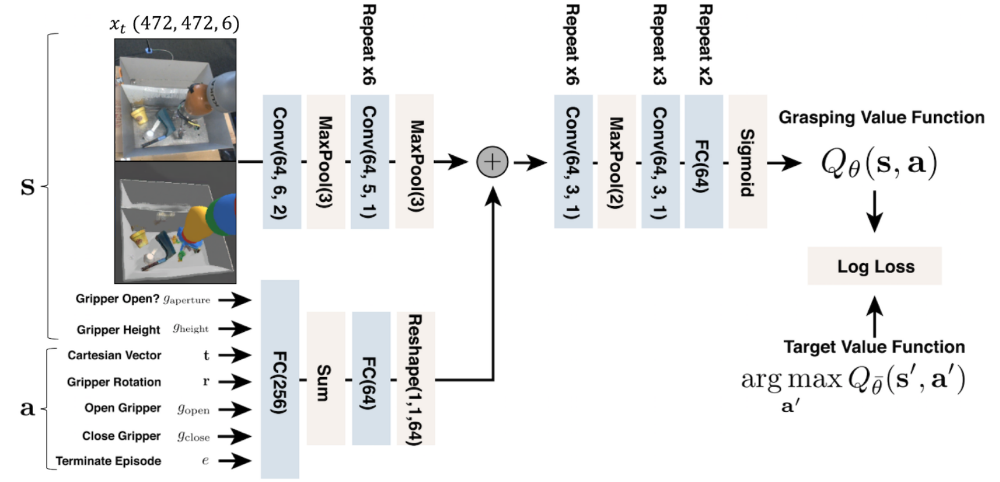 x_t (472, 472, 6)
Repeat x6
Repeat x6
Repeat x3
Repeat x2
s
Conv(64, 6, 2)
MaxPool(3)
Conv(64, 5, 1)
MaxPool(3)
+
Conv(64, 3, 1)
MaxPool(2)
Conv(64, 3, 1)
FC(64)
Sigmoid
Grasping Value Function
Q_θ(s, a)
Log Loss
Target Value Function
arg max Q_θ̄(s′, a′)
a′
Gripper Open? g_aperture
Gripper Height g_height
a
Cartesian Vector t
Gripper Rotation r
Open Gripper g_open
Close Gripper g_close
Terminate Episode e
FC(256)
Sum
FC(64)
Reshape(1,1,64)
KUKA